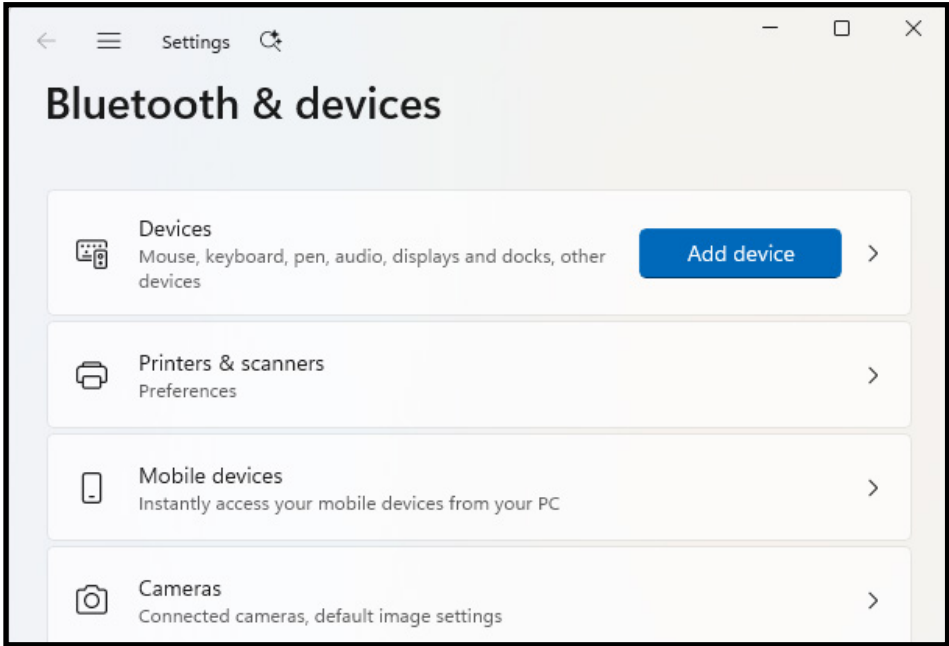 Settings
Bluetooth & devices
Devices
Mouse, keyboard, pen, audio, displays and docks, other
devices
Add device
Printers & scanners
Preferences
Mobile devices
Instantly access your mobile devices from your PC
Cameras
Connected cameras, default image settings